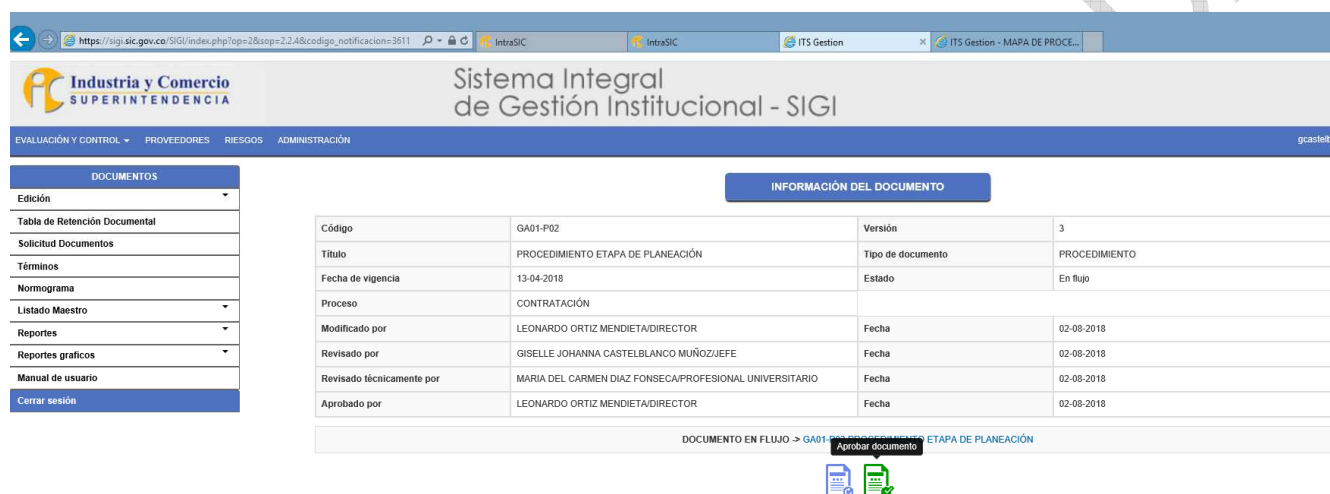 https://sigi.sic.gov.co/SIGI/index.php?op=2&sop=2.2.4&codigo_notificacion=3611
IntraSIC
IntraSIC
ITS Gestion
ITS Gestion - MAPA DE PROCE...
Industria y Comercio
SUPERINTENDENCIA
Sistema Integral
de Gestión Institucional - SIGI
EVALUACIÓN Y CONTROL PROVEEDORES RIESGOS ADMINISTRACIÓN
DOCUMENTOS
Edición
Tabla de Retención Documental
Solicitud Documentos
Términos
Normograma
Listado Maestro
Reportes
Reportes graficos
Manual de usuario
Cerrar sesión
INFORMACIÓN DEL DOCUMENTO
Código GA01-P02 Versión 3
Título PROCEDIMIENTO ETAPA DE PLANEACIÓN Tipo de documento PROCEDIMIENTO
Fecha de vigencia 13-04-2018 Estado En flujo
Proceso CONTRATACIÓN
Modificado por LEONARDO ORTIZ MENDIETA/DIRECTOR Fecha 02-08-2018
Revisado por GISELLE JOHANNA CASTELBLANCO MUÑOZ/JEFE Fecha 02-08-2018
Revisado técnicamente por MARIA DEL CARMEN DIAZ FONSECA/PROFESIONAL UNIVERSITARIO Fecha 02-08-2018
Aprobado por LEONARDO ORTIZ MENDIETA/DIRECTOR Fecha 02-08-2018
DOCUMENTO EN FLUJO -> GA01-P02 PROCEDIMIENTO ETAPA DE PLANEACIÓN
Aprobar documento